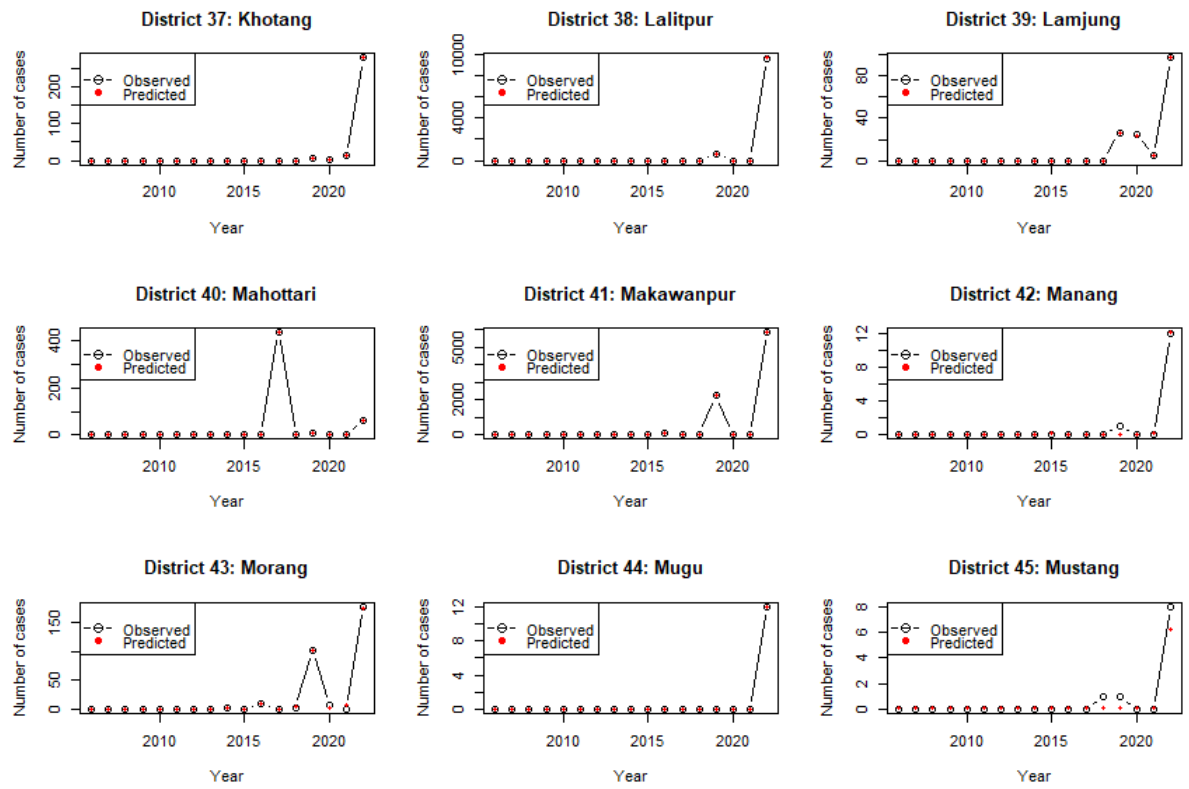 District 37: Khotang
Number of cases
0 100 200
Observed
Predicted
2010 2015 2020
Year
District 38: Lalitpur
Number of cases
0 4000 10000
Observed
Predicted
2010 2015 2020
Year
District 39: Lamjung
Number of cases
0 40 80
Observed
Predicted
2010 2015 2020
Year
District 40: Mahottari
Number of cases
0 200 400
Observed
Predicted
2010 2015 2020
Year
District 41: Makawanpur
Number of cases
0 2000 5000
Observed
Predicted
2010 2015 2020
Year
District 42: Manang
Number of cases
0 4 8 12
Observed
Predicted
2010 2015 2020
Year
District 43: Morang
Number of cases
0 50 150
Observed
Predicted
2010 2015 2020
Year
District 44: Mugu
Number of cases
0 4 8 12
Observed
Predicted
2010 2015 2020
Year
District 45: Mustang
Number of cases
0 2 4 6 8
Observed
Predicted
2010 2015 2020
Year